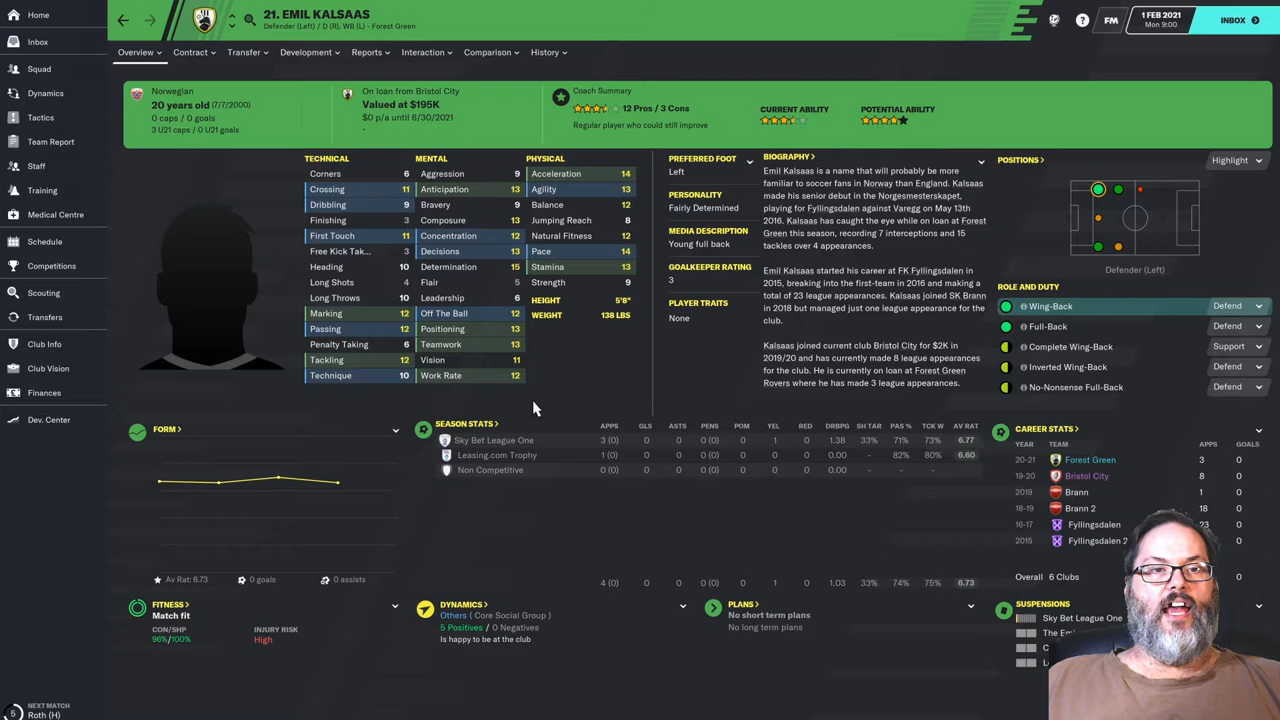 Home
Inbox
Squad
Dynamics
Tactics
Team Report
Staff
Training
Medical Centre
Schedule
Competitions
Scouting
Transfers
Club Info
Club Vision
Finances
Dev. Center
5
NEXT MATCH
Roth (H)
21. EMIL KALSAAS
Defender (Left) / D (R), WB (L) - Forest Green
?
FM
1 FEB 2021
Mon 9:00
INBOX
Overview
Contract
Transfer
Development
Reports
Interaction
Comparison
History
Norwegian
20 years old (7/7/2000)
0 caps / 0 goals
3 U21 caps / 0 U21 goals
On loan from Bristol City
Valued at $195K
$0 p/a until 6/30/2021
-
Coach Summary
12 Pros / 3 Cons
Regular player who could still improve
CURRENT ABILITY
POTENTIAL ABILITY
TECHNICAL
Corners 6
Crossing 11
Dribbling 9
Finishing 3
First Touch 11
Free Kick Tak... 3
Heading 10
Long Shots 4
Long Throws 10
Marking 12
Passing 12
Penalty Taking 6
Tackling 12
Technique 10
MENTAL
Aggression 9
Anticipation 13
Bravery 9
Composure 13
Concentration 12
Decisions 13
Determination 15
Flair 5
Leadership 6
Off The Ball 12
Positioning 13
Teamwork 13
Vision 11
Work Rate 12
PHYSICAL
Acceleration 14
Agility 13
Balance 12
Jumping Reach 8
Natural Fitness 12
Pace 14
Stamina 13
Strength 9
HEIGHT 5'8"
WEIGHT 138 LBS
PREFERRED FOOT
Left
PERSONALITY
Fairly Determined
MEDIA DESCRIPTION
Young full back
GOALKEEPER RATING
3
PLAYER TRAITS
None
BIOGRAPHY>
Emil Kalsaas is a name that will probably be more
familiar to soccer fans in Norway than England. Kalsaas
made his senior debut in the Norgesmesterskapet,
playing for Fyllingsdalen against Varegg on May 13th
2016. Kalsaas has caught the eye while on loan at Forest
Green this season, recording 7 interceptions and 15
tackles over 4 appearances.
Emil Kalsaas started his career at FK Fyllingsdalen in
2015, breaking into the first-team in 2016 and making a
total of 23 league appearances. Kalsaas joined SK Brann
in 2018 but managed just one league appearance for the
club.
Kalsaas joined current club Bristol City for $2K in
2019/20 and has currently made 8 league appearances
for the club. He is currently on loan at Forest Green
Rovers where he has made 3 league appearances.
POSITIONS>
Highlight
Defender (Left)
ROLE AND DUTY
Wing-Back Defend
Full-Back Defend
Complete Wing-Back Support
Inverted Wing-Back Defend
No-Nonsense Full-Back Defend
FORM>
Av Rat: 6.73
0 goals
0 assists
SEASON STATS> APPS GLS ASTS PENS POM YEL RED DRBPG SH TAR PAS % TCK W AV RAT
Sky Bet League One 3 (0) 0 0 0 (0) 0 1 0 1.38 33% 71% 73% 6.77
Leasing.com Trophy 1 (0) 0 0 0 (0) 0 0 0 0.00 - 82% 80% 6.60
Non Competitive 0 (0) 0 0 0 (0) 0 0 0 0.00 - - - -
4 (0) 0 0 0 (0) 0 1 0 1.03 33% 74% 75% 6.73
CAREER STATS>
YEAR TEAM APPS GOALS
20-21 Forest Green 3 0
19-20 Bristol City 8 0
2019 Brann 1 0
18-19 Brann 2 18 0
16-17 Fyllingsdalen 23 0
2015 Fyllingsdalen 2 0
Overall 6 Clubs 0
FITNESS>
Match fit
CON/SHP
96%/100%
INJURY RISK
High
DYNAMICS>
Others ( Core Social Group )
5 Positives / 0 Negatives
Is happy to be at the club
PLANS>
No short term plans
No long term plans
SUSPENSIONS
Sky Bet League One
The